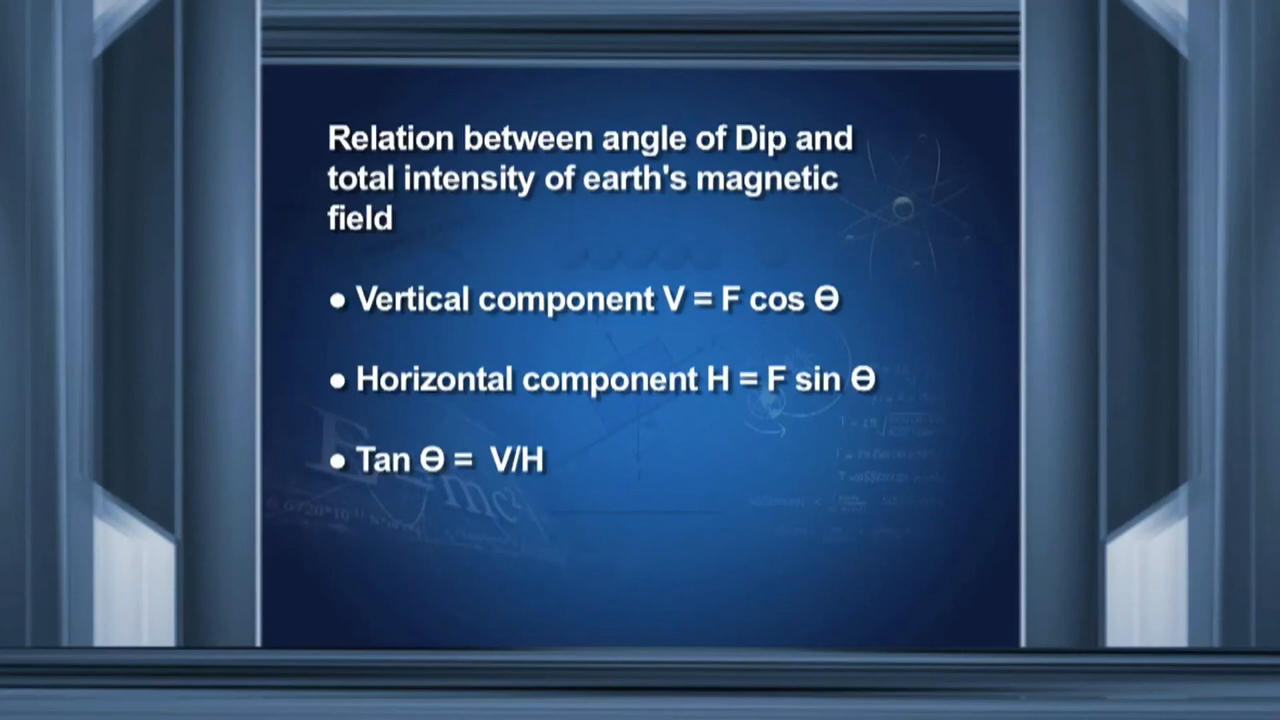 Relation between angle of Dip and
total intensity of earth's magnetic
field
● Vertical component V = F cos Ө
● Horizontal component H = F sin Ө
● Tan Ө = V/H
E=mc²